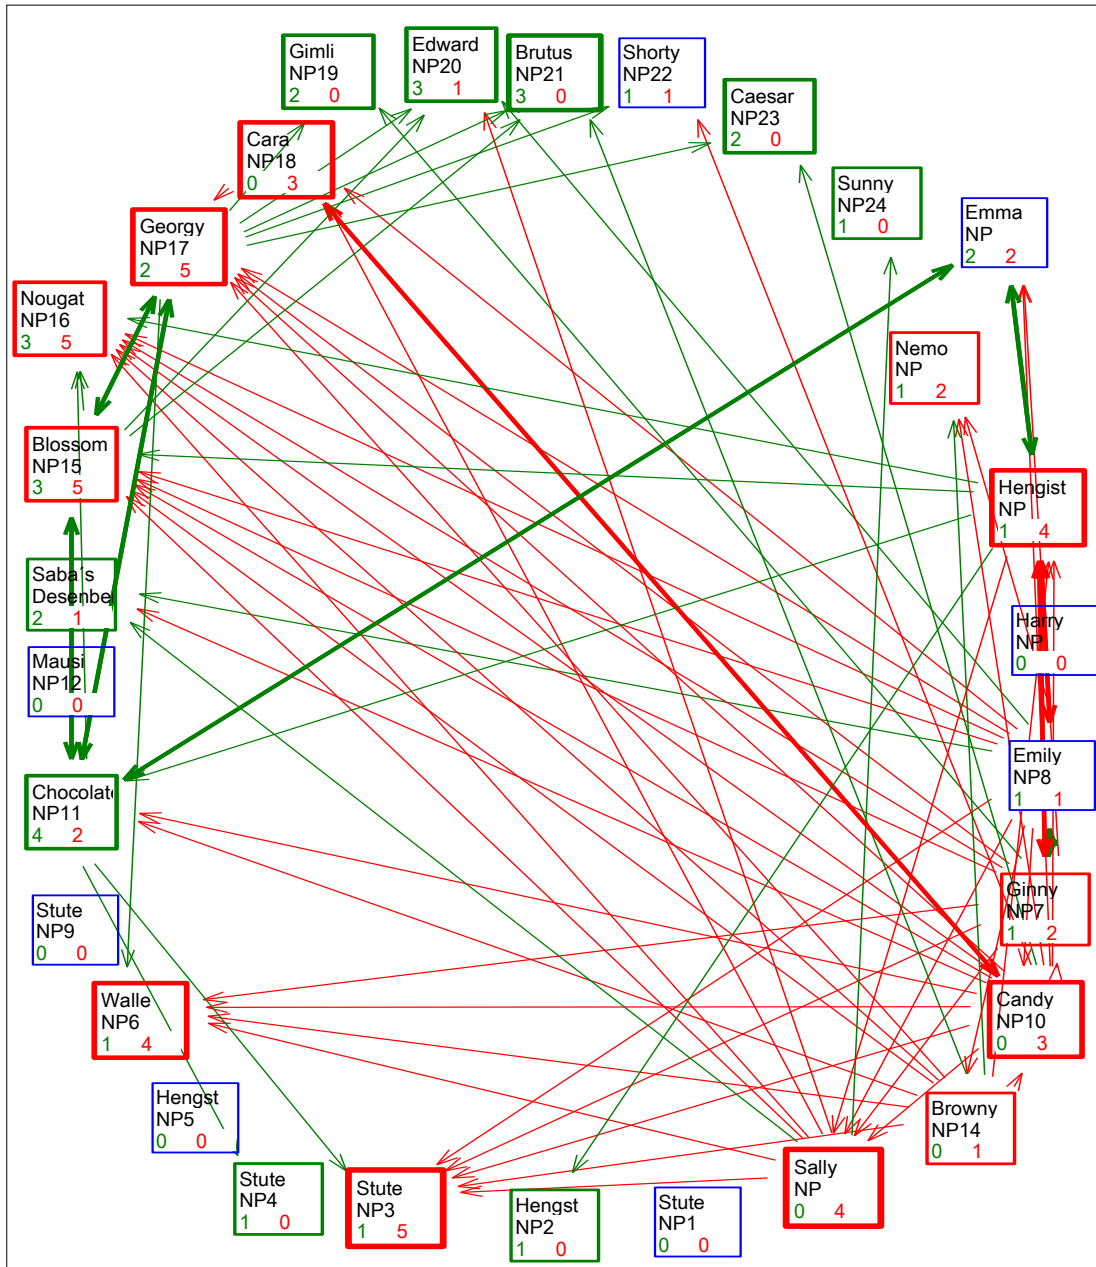 Gimli
NP19
2 0
Edward
NP20
3 1
Brutus
NP21
3 0
Shorty
NP22
1 1
Caesar
NP23
2 0
Cara
NP18
0 3
Sunny
NP24
1 0
Emma
NP
2 2
Georgy
NP17
2 5
Nougat
NP16
3 5
Nemo
NP
1 2
Blossom
NP15
3 5
Hengist
NP
1 4
Saba's
Desenbe
2 1
Harry
NP
0 0
Mausi
NP12
0 0
Emily
NP8
1 1
Chocolate
NP11
4 2
Ginny
NP7
1 2
Stute
NP9
0 0
Walle
NP6
1 4
Candy
NP10
0 3
Hengst
NP5
0 0
Browny
NP14
0 1
Stute
NP4
1 0
Stute
NP3
1 5
Hengst
NP2
1 0
Stute
NP1
0 0
Sally
NP
0 4